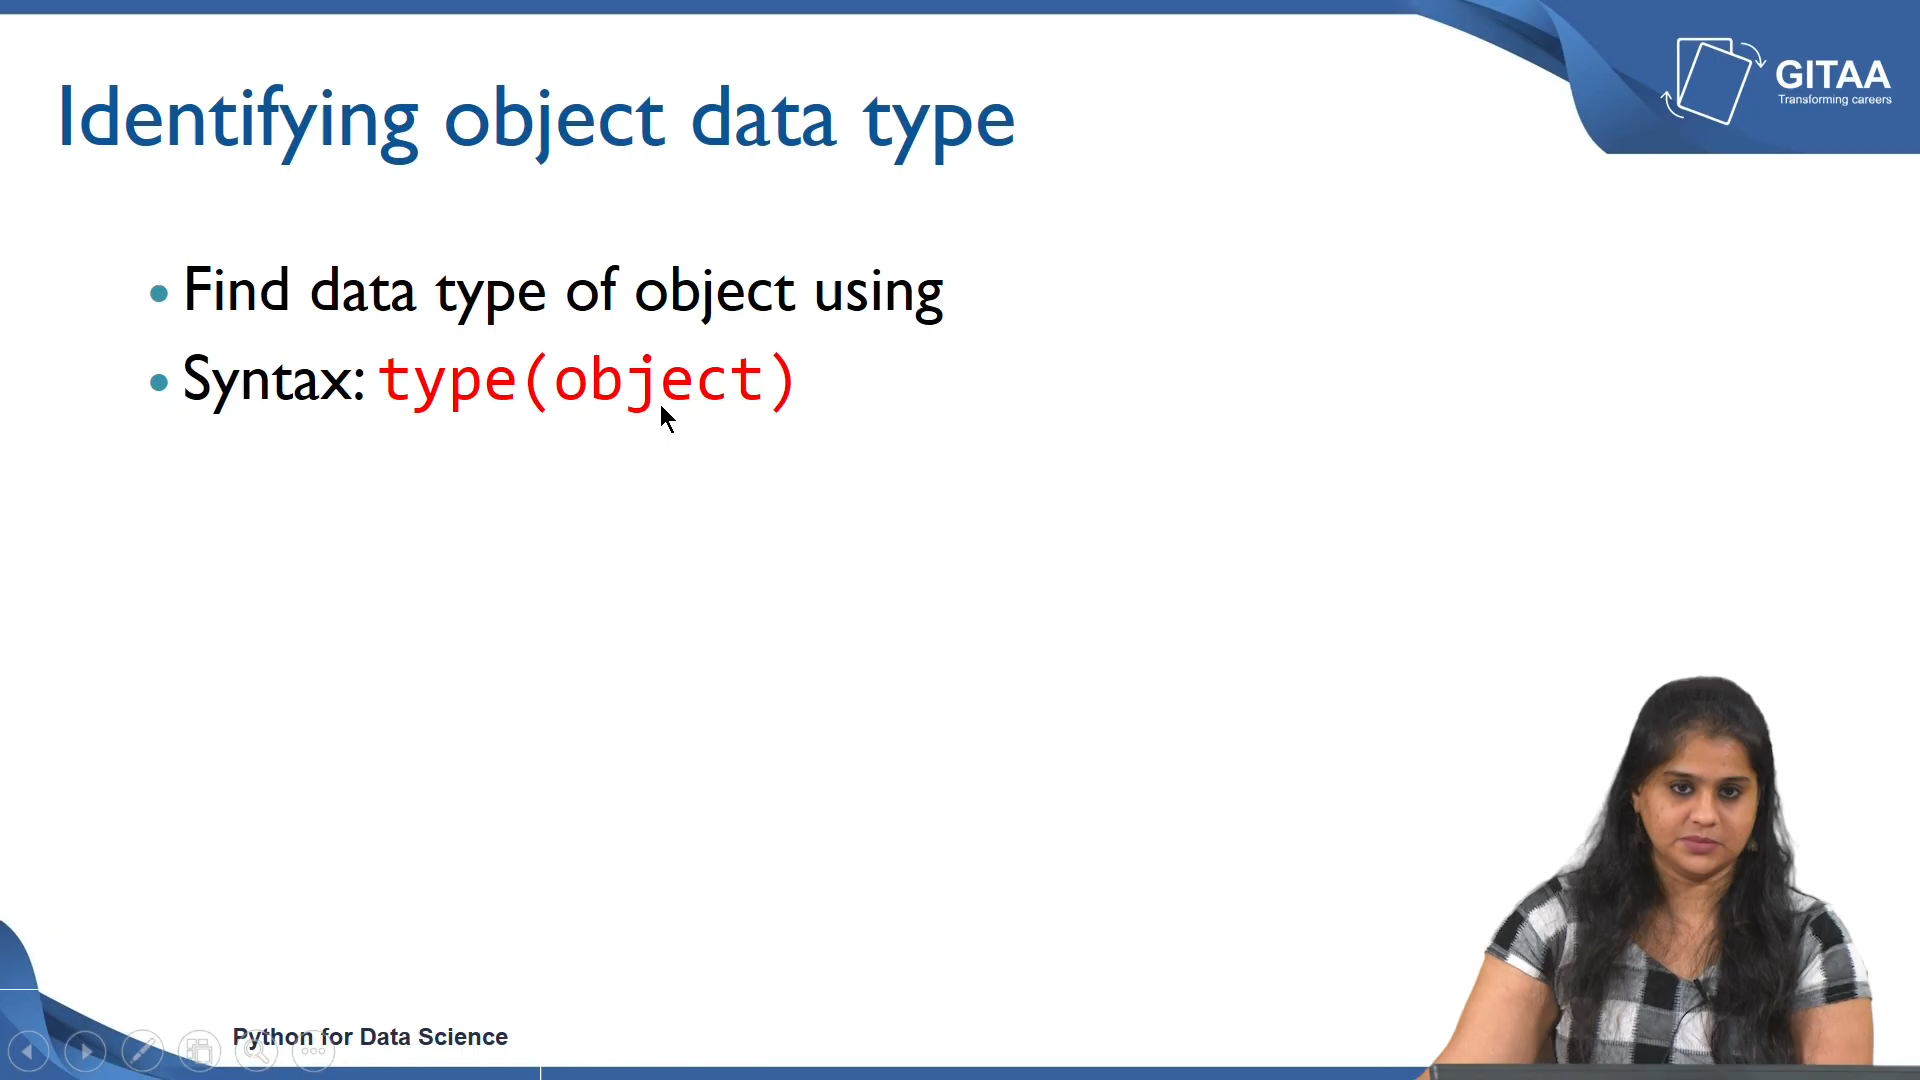 GITAA
Transforming careers
Identifying object data type
• Find data type of object using
• Syntax: type(object)
Python for Data Science